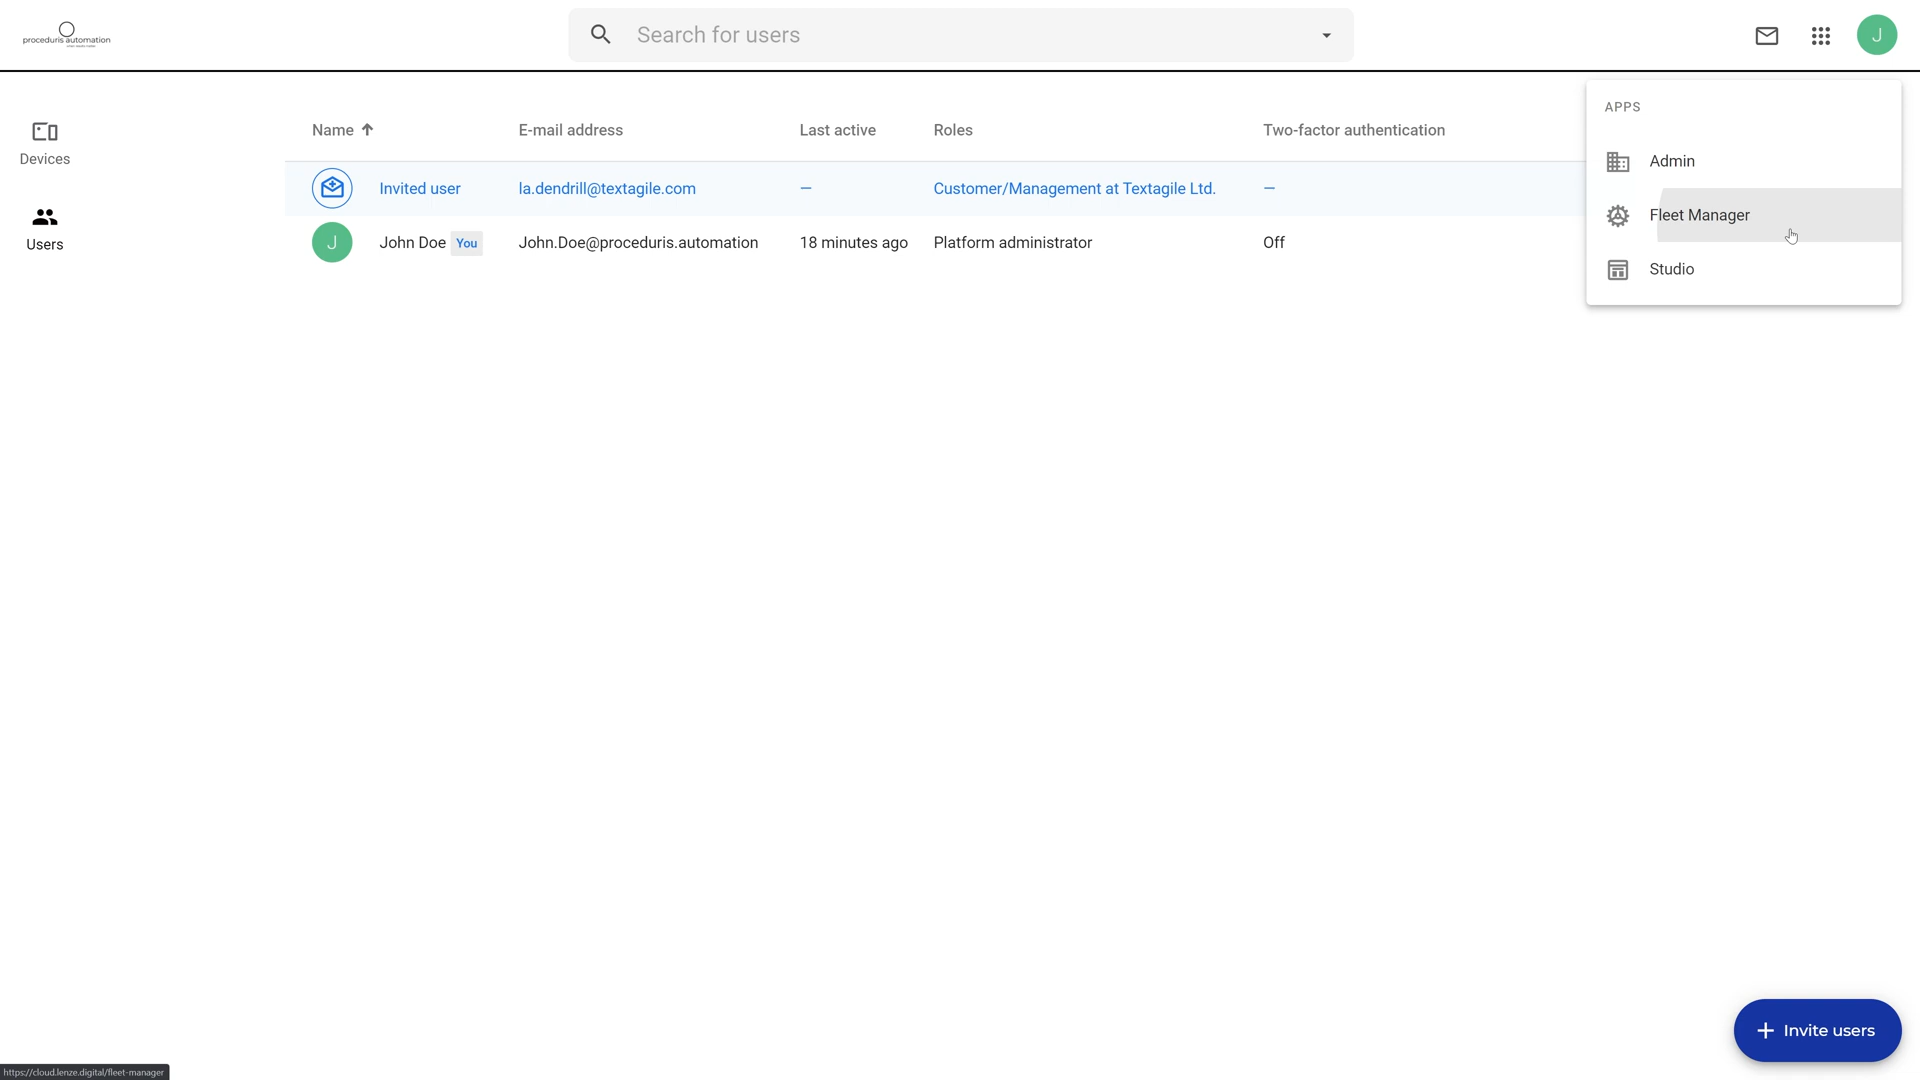 proceduris automation
Search for users
J
APPS
Admin
Fleet Manager
Studio
Devices
Users
Name E-mail address Last active Roles Two-factor authentication
Invited user la.dendrill@textagile.com — Customer/Management at Textagile Ltd. —
J John Doe You John.Doe@proceduris.automation 18 minutes ago Platform administrator Off
Invite users
https://cloud.lenze.digital/fleet-manager